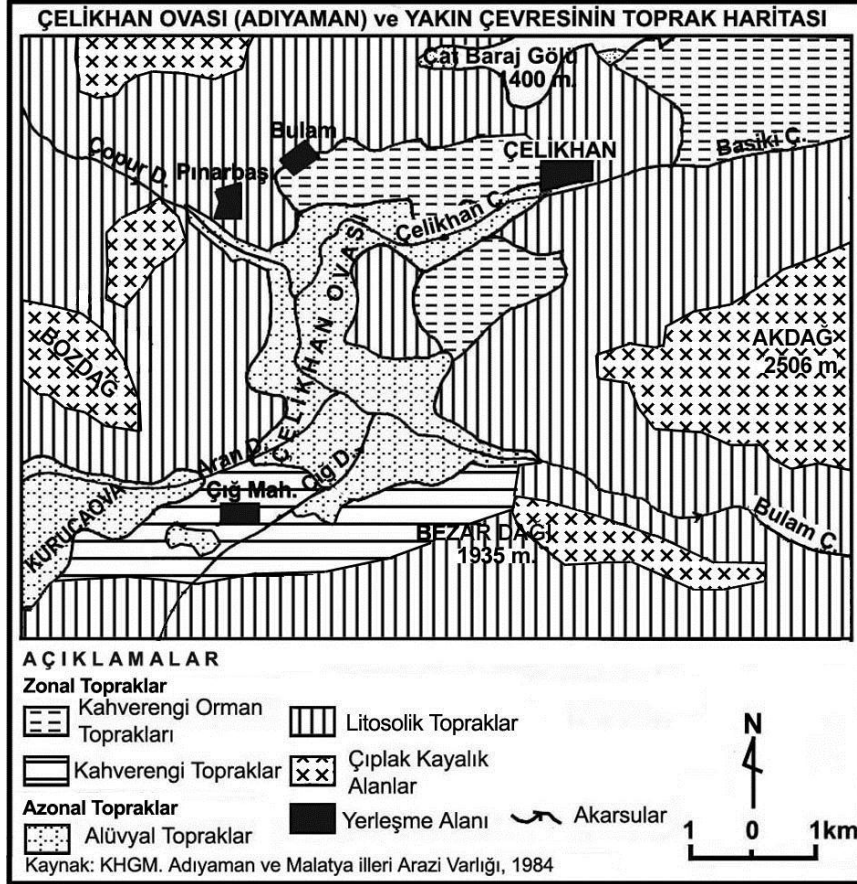 ÇELİKHAN OVASI (ADIYAMAN) ve YAKIN ÇEVRESİNİN TOPRAK HARİTASI
Çat Baraj Gölü
1400 m.
Bulam
ÇELİKHAN
Basiki Ç.
Çopur D.
Pınarbaş
Çelikhan Ç.
ÇELİKHAN OVASI
BOZDAĞ
AKDAĞ
2506 m.
Aran D.
Çığ D.
KURUCAOVA
Çığ Mah.
BEZAR DAĞI
1935 m.
Bulam Ç.
AÇIKLAMALAR
Zonal Topraklar
Kahverengi Orman
Toprakları
Litosolik Topraklar
Kahverengi Topraklar
Çıplak Kayalık
Alanlar
Azonal Topraklar
Alüvyal Topraklar
Yerleşme Alanı
Akarsular
N
1 0 1km
Kaynak: KHGM. Adıyaman ve Malatya illeri Arazi Varlığı, 1984